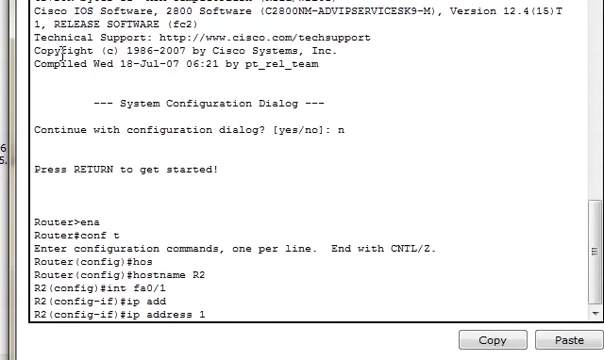 Cisco IOS Software, 2800 Software (C2800NM-ADVIPSERVICESK9-M), Version 12.4(15)T
1, RELEASE SOFTWARE (fc2)
Technical Support: http://www.cisco.com/techsupport
Copyright (c) 1986-2007 by Cisco Systems, Inc.
Compiled Wed 18-Jul-07 06:21 by pt_rel_team
--- System Configuration Dialog ---
Continue with configuration dialog? [yes/no]: n
Press RETURN to get started!
Router>ena
Router#conf t
Enter configuration commands, one per line.  End with CNTL/Z.
Router(config)#hos
Router(config)#hostname R2
R2(config)#int fa0/1
R2(config-if)#ip add
R2(config-if)#ip address 1
Copy Paste
6
5.